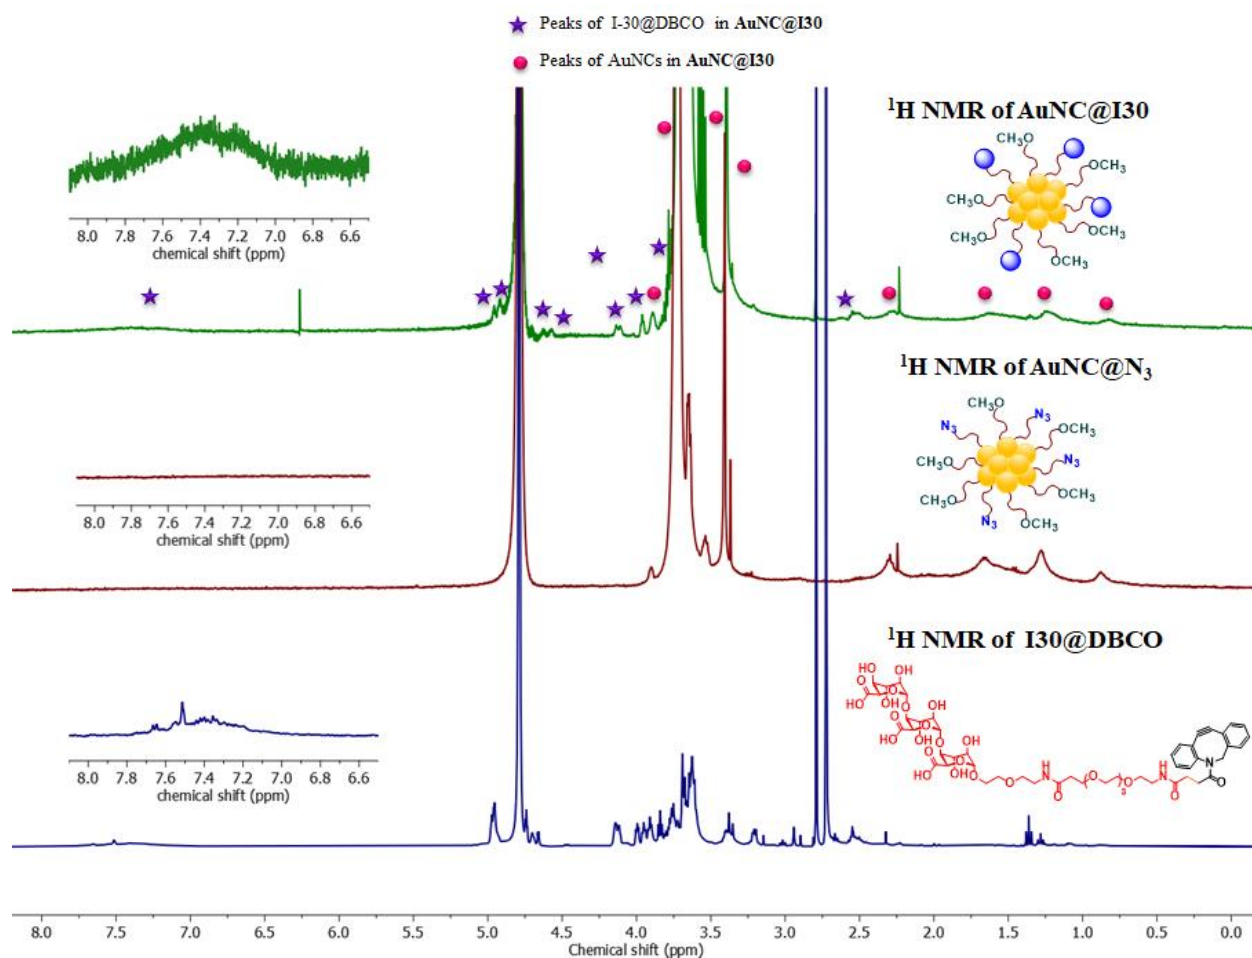 Peaks of I-30@DBCO in AuNC@I30
Peaks of AuNCs in AuNC@I30
¹H NMR of AuNC@I30
CH₃O
OCH₃
CH₃O
OCH₃
CH₃O
OCH₃
8.0 7.8 7.6 7.4 7.2 7.0 6.8 6.6
chemical shift (ppm)
¹H NMR of AuNC@N₃
CH₃O
N₃
N₃
OCH₃
CH₃O
N₃
CH₃O
OCH₃
N₃
OCH₃
8.0 7.8 7.6 7.4 7.2 7.0 6.8 6.6
chemical shift (ppm)
¹H NMR of I30@DBCO
HO OH
O
HO
OH
O
HO OH
O
O
HO
OH
O
O OH
O
HO
OH
O
O
H
N
O
O
O
3
H
N
O
N
O
8.0 7.8 7.6 7.4 7.2 7.0 6.8 6.6
chemical shift (ppm)
8.0 7.5 7.0 6.5 6.0 5.5 5.0 4.5 4.0 3.5 3.0 2.5 2.0 1.5 1.0 0.5 0.0
Chemical shift (ppm)